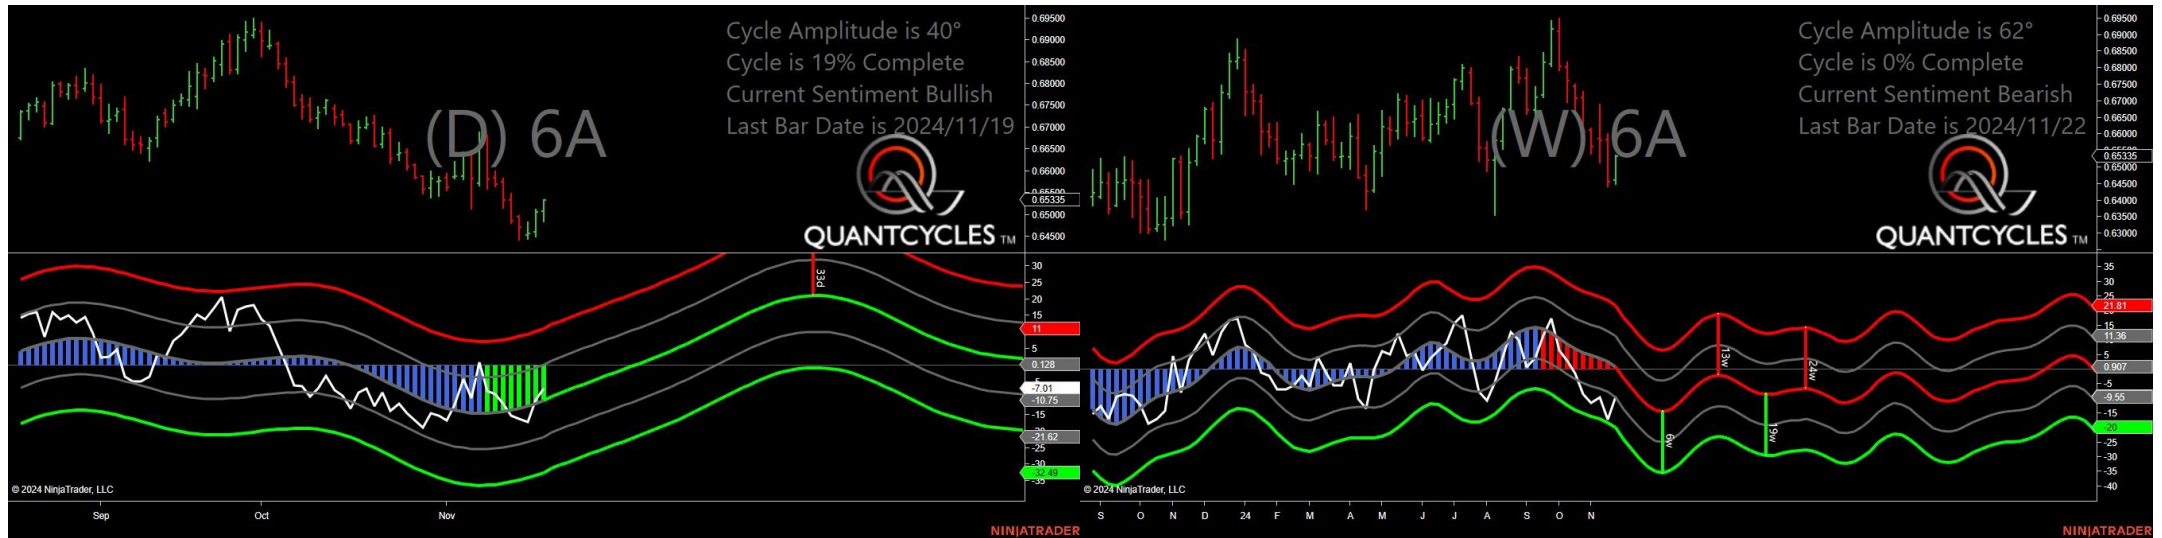 Cycle Amplitude is 40°
Cycle is 19% Complete
Current Sentiment Bullish
Last Bar Date is 2024/11/19
(D) 6A
QUANTCYCLES TM
0.69500
0.69000
0.68500
0.68000
0.67500
0.67000
0.66500
0.66000
0.65335
0.65000
0.64500
33d
30
25
20
15
11
5
0.128
-7.01
-10.75
-15
-21.62
-25
-30
-32.49
-35
© 2024 NinjaTrader, LLC
Sep
Oct
Nov
NINJATRADER
Cycle Amplitude is 62°
Cycle is 0% Complete
Current Sentiment Bearish
Last Bar Date is 2024/11/22
(W) 6A
QUANTCYCLES TM
0.69500
0.69000
0.68500
0.68000
0.67500
0.67000
0.66500
0.66000
0.65335
0.65000
0.64500
0.64000
0.63500
0.63000
13w
24w
6w
19w
35
30
25
21.81
15
11.36
5
0.907
-5
-9.55
-15
-20
-30
-35
-40
© 2024 NinjaTrader, LLC
S O N D 24 F M A M J J A S O N
NINJATRADER